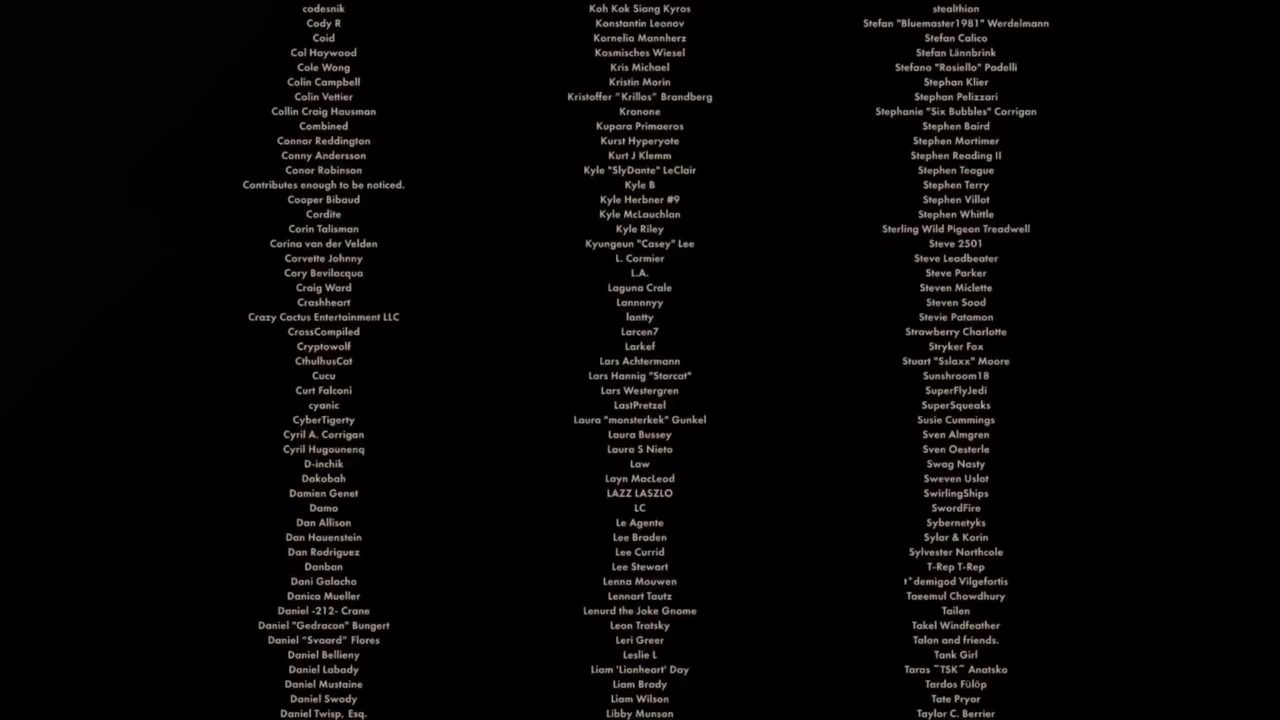 codesnik
Cody R
Coid
Col Haywood
Cole Wong
Colin Campbell
Colin Vettier
Collin Craig Hausman
Combined
Connor Reddington
Conny Andersson
Conor Robinson
Contributes enough to be noticed.
Cooper Bibaud
Cordite
Corin Talisman
Corina van der Velden
Corvette Johnny
Cory Bevilacqua
Craig Ward
Crashheart
Crazy Cactus Entertainment LLC
CrossCompiled
Cryptowolf
CthulhusCat
Cucu
Curt Falconi
cyanic
CyberTigerty
Cyril A. Corrigan
Cyril Hugounenq
D-inchik
Dakobah
Damien Genet
Damo
Dan Allison
Dan Hauenstein
Dan Rodriguez
Danban
Dani Galacho
Danica Mueller
Daniel -212- Crane
Daniel "Gedracon" Bungert
Daniel "Svaard" Flores
Daniel Bellieny
Daniel Labady
Daniel Mustaine
Daniel Swody
Daniel Twisp, Esq.
Koh Kok Siang Kyros
Konstantin Leonov
Kornelia Mannherz
Kosmisches Wiesel
Kris Michael
Kristin Morin
Kristoffer "Krillos" Brandberg
Kronone
Kupara Primaeros
Kurst Hyperyote
Kurt J Klemm
Kyle "SlyDante" LeClair
Kyle B
Kyle Herbner #9
Kyle McLauchlan
Kyle Riley
Kyungeun "Casey" Lee
L. Cormier
L.A.
Laguna Crale
Lannnnyy
lantty
Larcen7
Larkef
Lars Achtermann
Lars Hannig "Starcat"
Lars Westergren
LastPretzel
Laura "monsterkek" Gunkel
Laura Bussey
Laura S Nieto
Law
Layn MacLeod
LAZZ LASZLO
LC
Le Agente
Lee Braden
Lee Currid
Lee Stewart
Lenna Mouwen
Lennart Tautz
Lenurd the Joke Gnome
Leon Trotsky
Leri Greer
Leslie L
Liam 'Lionheart' Day
Liam Brady
Liam Wilson
Libby Munson
stealthion
Stefan "Bluemaster1981" Werdelmann
Stefan Calico
Stefan Lännbrink
Stefano "Rosiello" Padelli
Stephan Klier
Stephan Pelizzari
Stephanie "Six Bubbles" Corrigan
Stephen Baird
Stephen Mortimer
Stephen Reading II
Stephen Teague
Stephen Terry
Stephen Villot
Stephen Whittle
Sterling Wild Pigeon Treadwell
Steve 2501
Steve Leadbeater
Steve Parker
Steven Miclette
Steven Sood
Stevie Patamon
Strawberry Charlotte
Stryker Fox
Stuart "Sslaxx" Moore
Sunshroom18
SuperFlyJedi
SuperSqueaks
Susie Cummings
Sven Almgren
Sven Oesterle
Swag Nasty
Sweven Uslot
SwirlingShips
SwordFire
Sybernetyks
Sylar & Korin
Sylvester Northcole
T-Rep T-Rep
t*demigod Vilgefortis
Taeemul Chowdhury
Tailen
Takel Windfeather
Talon and friends.
Tank Girl
Taras ~TSK~ Anatsko
Tardos Fülöp
Tate Pryor
Taylor C. Berrier